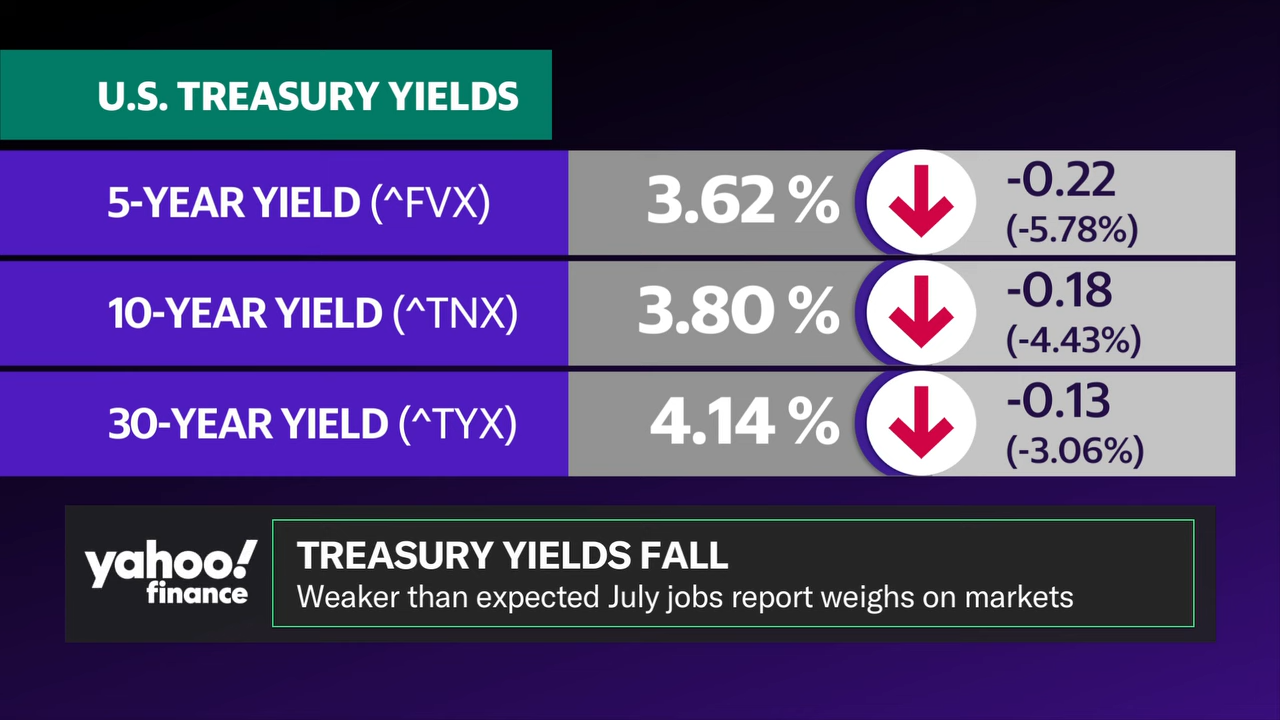 U.S. TREASURY YIELDS
5-YEAR YIELD (^FVX) 3.62 % -0.22
(-5.78%)
10-YEAR YIELD (^TNX) 3.80 % -0.18
(-4.43%)
30-YEAR YIELD (^TYX) 4.14 % -0.13
(-3.06%)
yahoo!
finance
TREASURY YIELDS FALL
Weaker than expected July jobs report weighs on markets